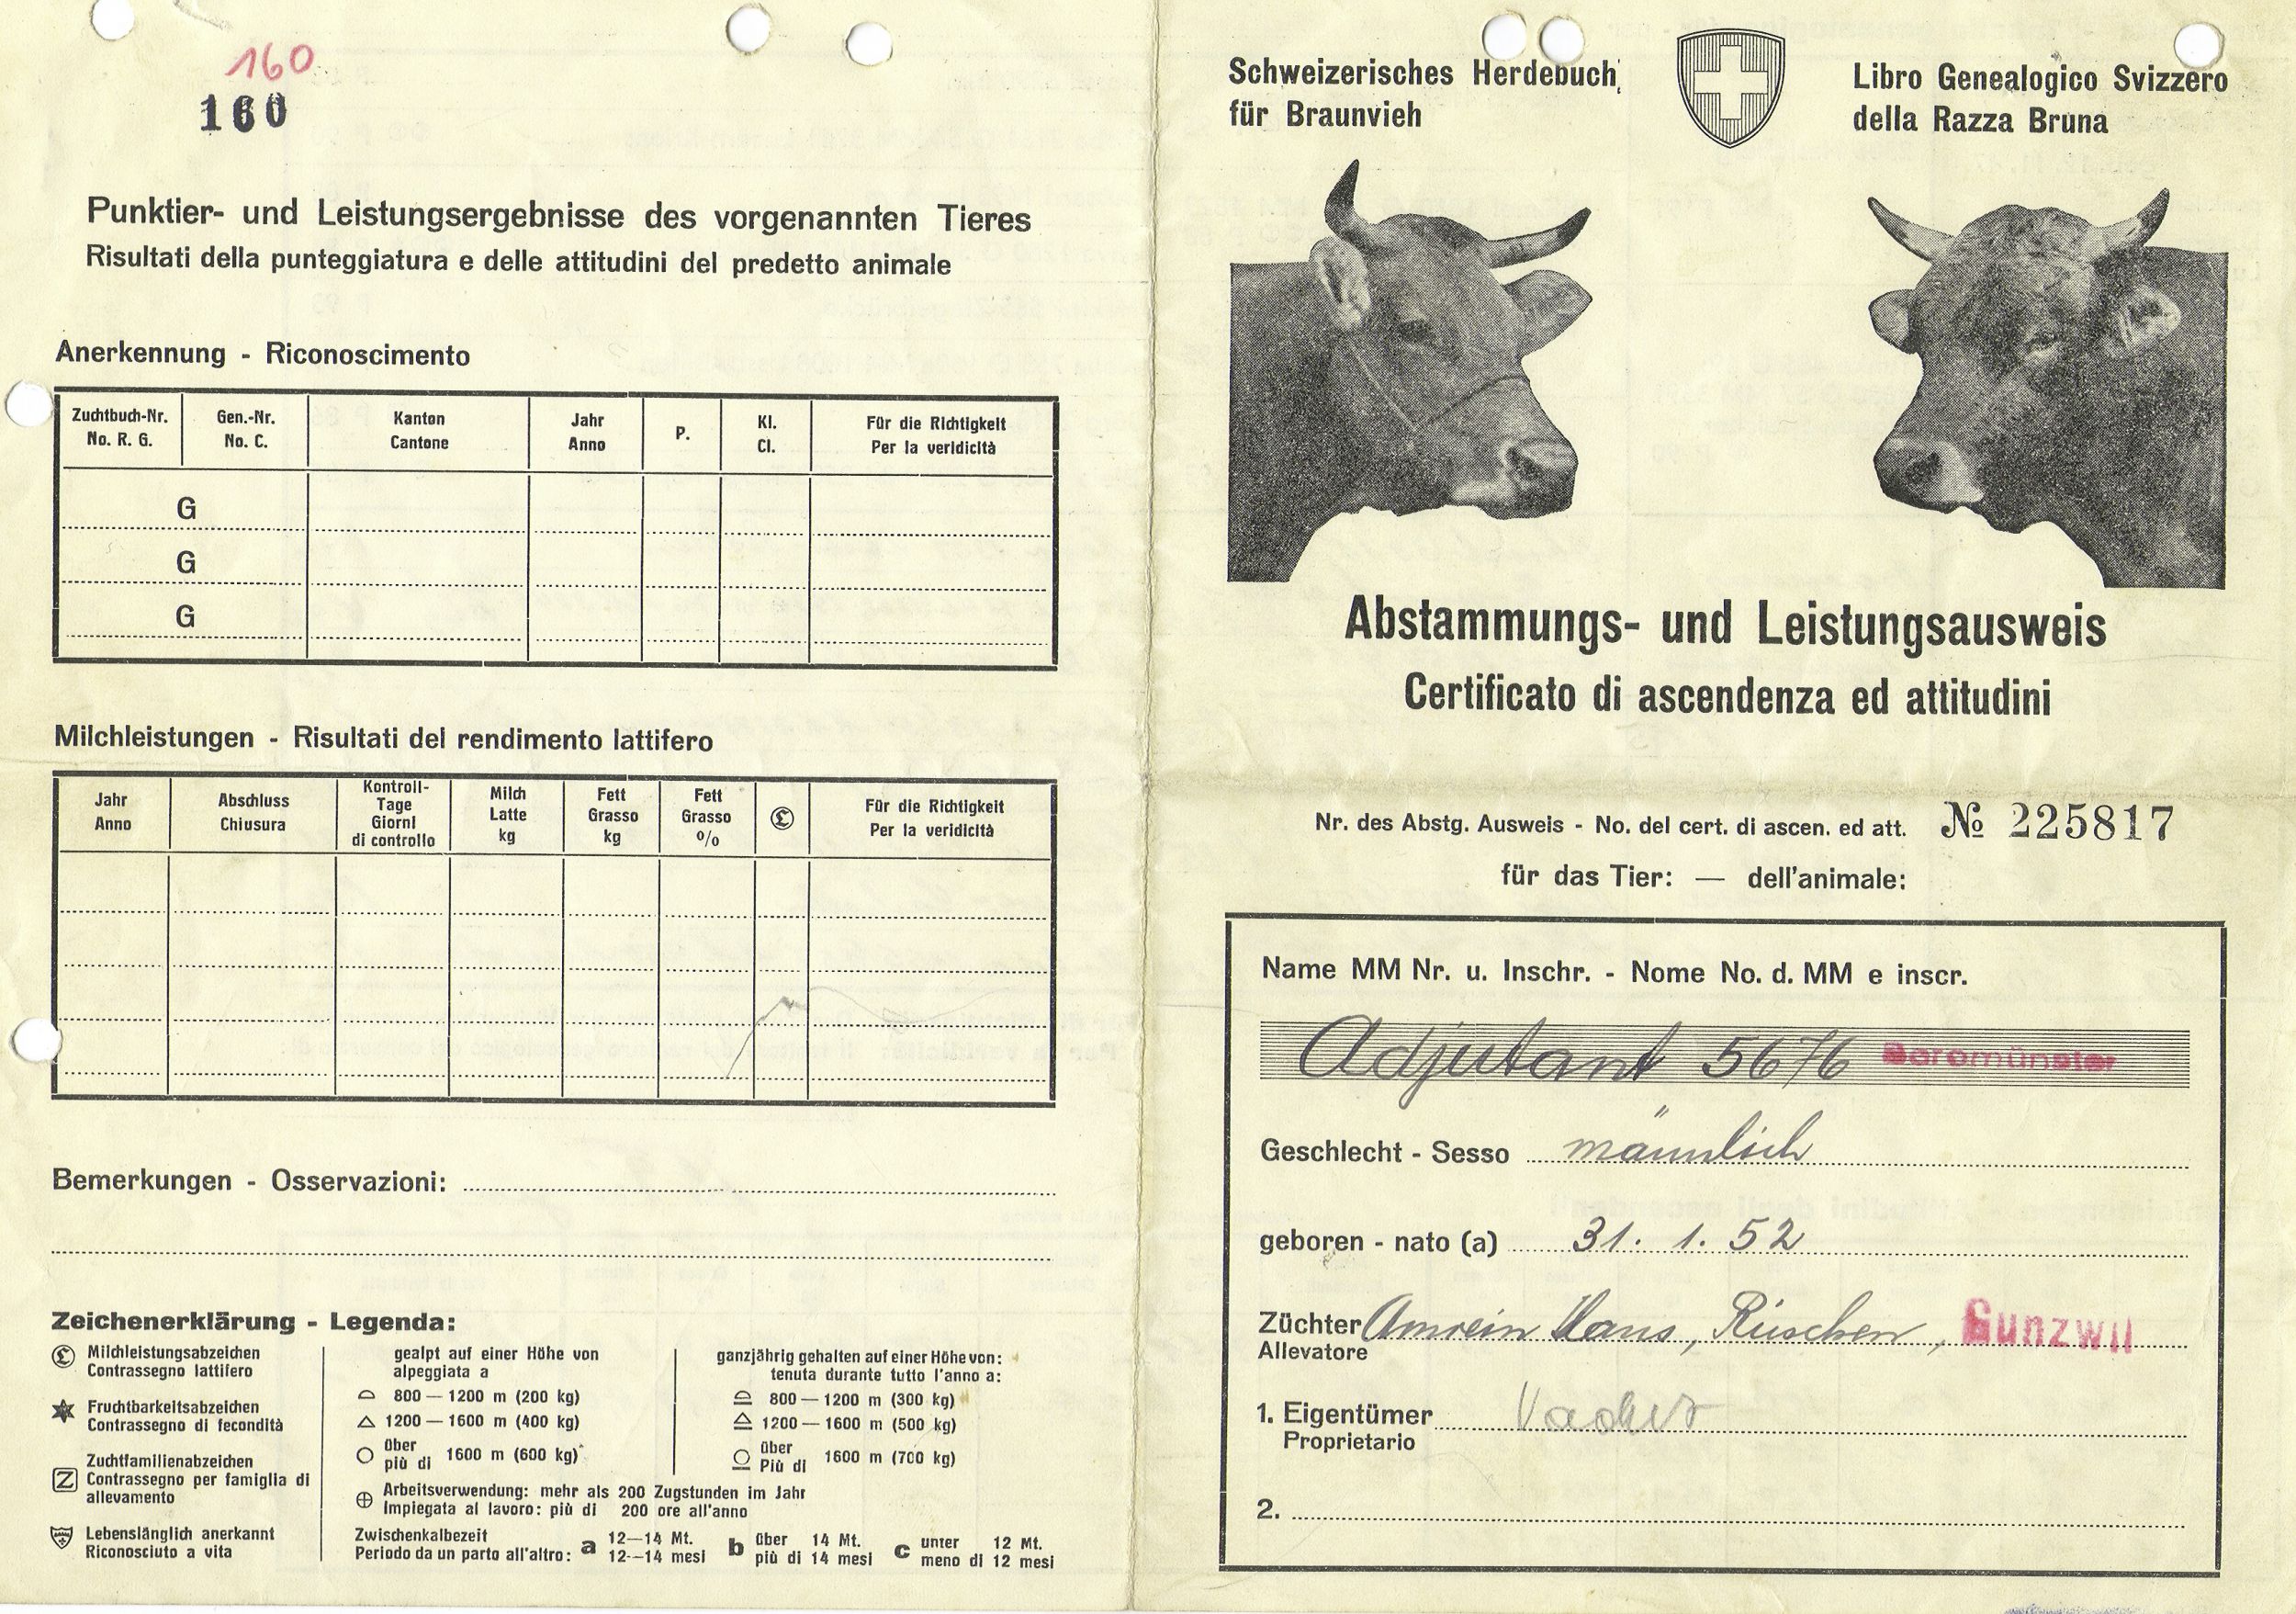 160
160
Punktier- und Leistungsergebnisse des vorgenannten Tieres
Risultati della punteggiatura e delle attitudini del predetto animale
Anerkennung - Riconoscimento
Zuchtbuch-Nr. Gen.-Nr. Kanton Jahr P. Kl. Für die Richtigkeit
No. R. G. No. C. Cantone Anno Cl. Per la veridicità
G
G
G
Milchleistungen - Risultati del rendimento lattifero
Jahr Abschluss Kontroll-Tage Milch Fett Fett £ Für die Richtigkeit
Anno Chiusura Giorni di controllo Latte kg Grasso kg Grasso % Per la veridicità
Bemerkungen - Osservazioni:
Zeichenerklärung - Legenda:
£ Milchleistungsabzeichen
Contrassegno lattifero
Fruchtbarkeitsabzeichen
Contrassegno di fecondità
Z Zuchtfamilienabzeichen
Contrassegno per famiglia di
allevamento
Lebenslänglich anerkannt
Riconosciuto a vita
gealpt auf einer Höhe von
alpeggiata a
800 — 1200 m (200 kg)
1200 — 1600 m (400 kg)
über
più di 1600 m (600 kg)
ganzjährig gehalten auf einer Höhe von:
tenuta durante tutto l'anno a:
800 — 1200 m (300 kg)
1200 — 1600 m (500 kg)
über
Più di 1600 m (700 kg)
Arbeitsverwendung: mehr als 200 Zugstunden im Jahr
Impiegata al lavoro: più di 200 ore all'anno
Zwischenkalbezeit a 12—14 Mt. b über 14 Mt. c unter 12 Mt.
Periodo da un parto all'altro: 12-—14 mesi più di 14 mesi meno di 12 mesi
Schweizerisches Herdebuch
für Braunvieh
Libro Genealogico Svizzero
della Razza Bruna
Abstammungs- und Leistungsausweis
Certificato di ascendenza ed attitudini
Nr. des Abstg. Ausweis - No. del cert. di ascen. ed att. № 225817
für das Tier: — dell'animale:
Name MM Nr. u. Inschr. - Nome No. d. MM e inscr.
Adjutant 5676 Beromünster
Geschlecht - Sesso männlich
geboren - nato (a) 31. 1. 52
Züchter Amrein Hans, Rüschen, Gunzwil
Allevatore
1. Eigentümer
Proprietario
2.